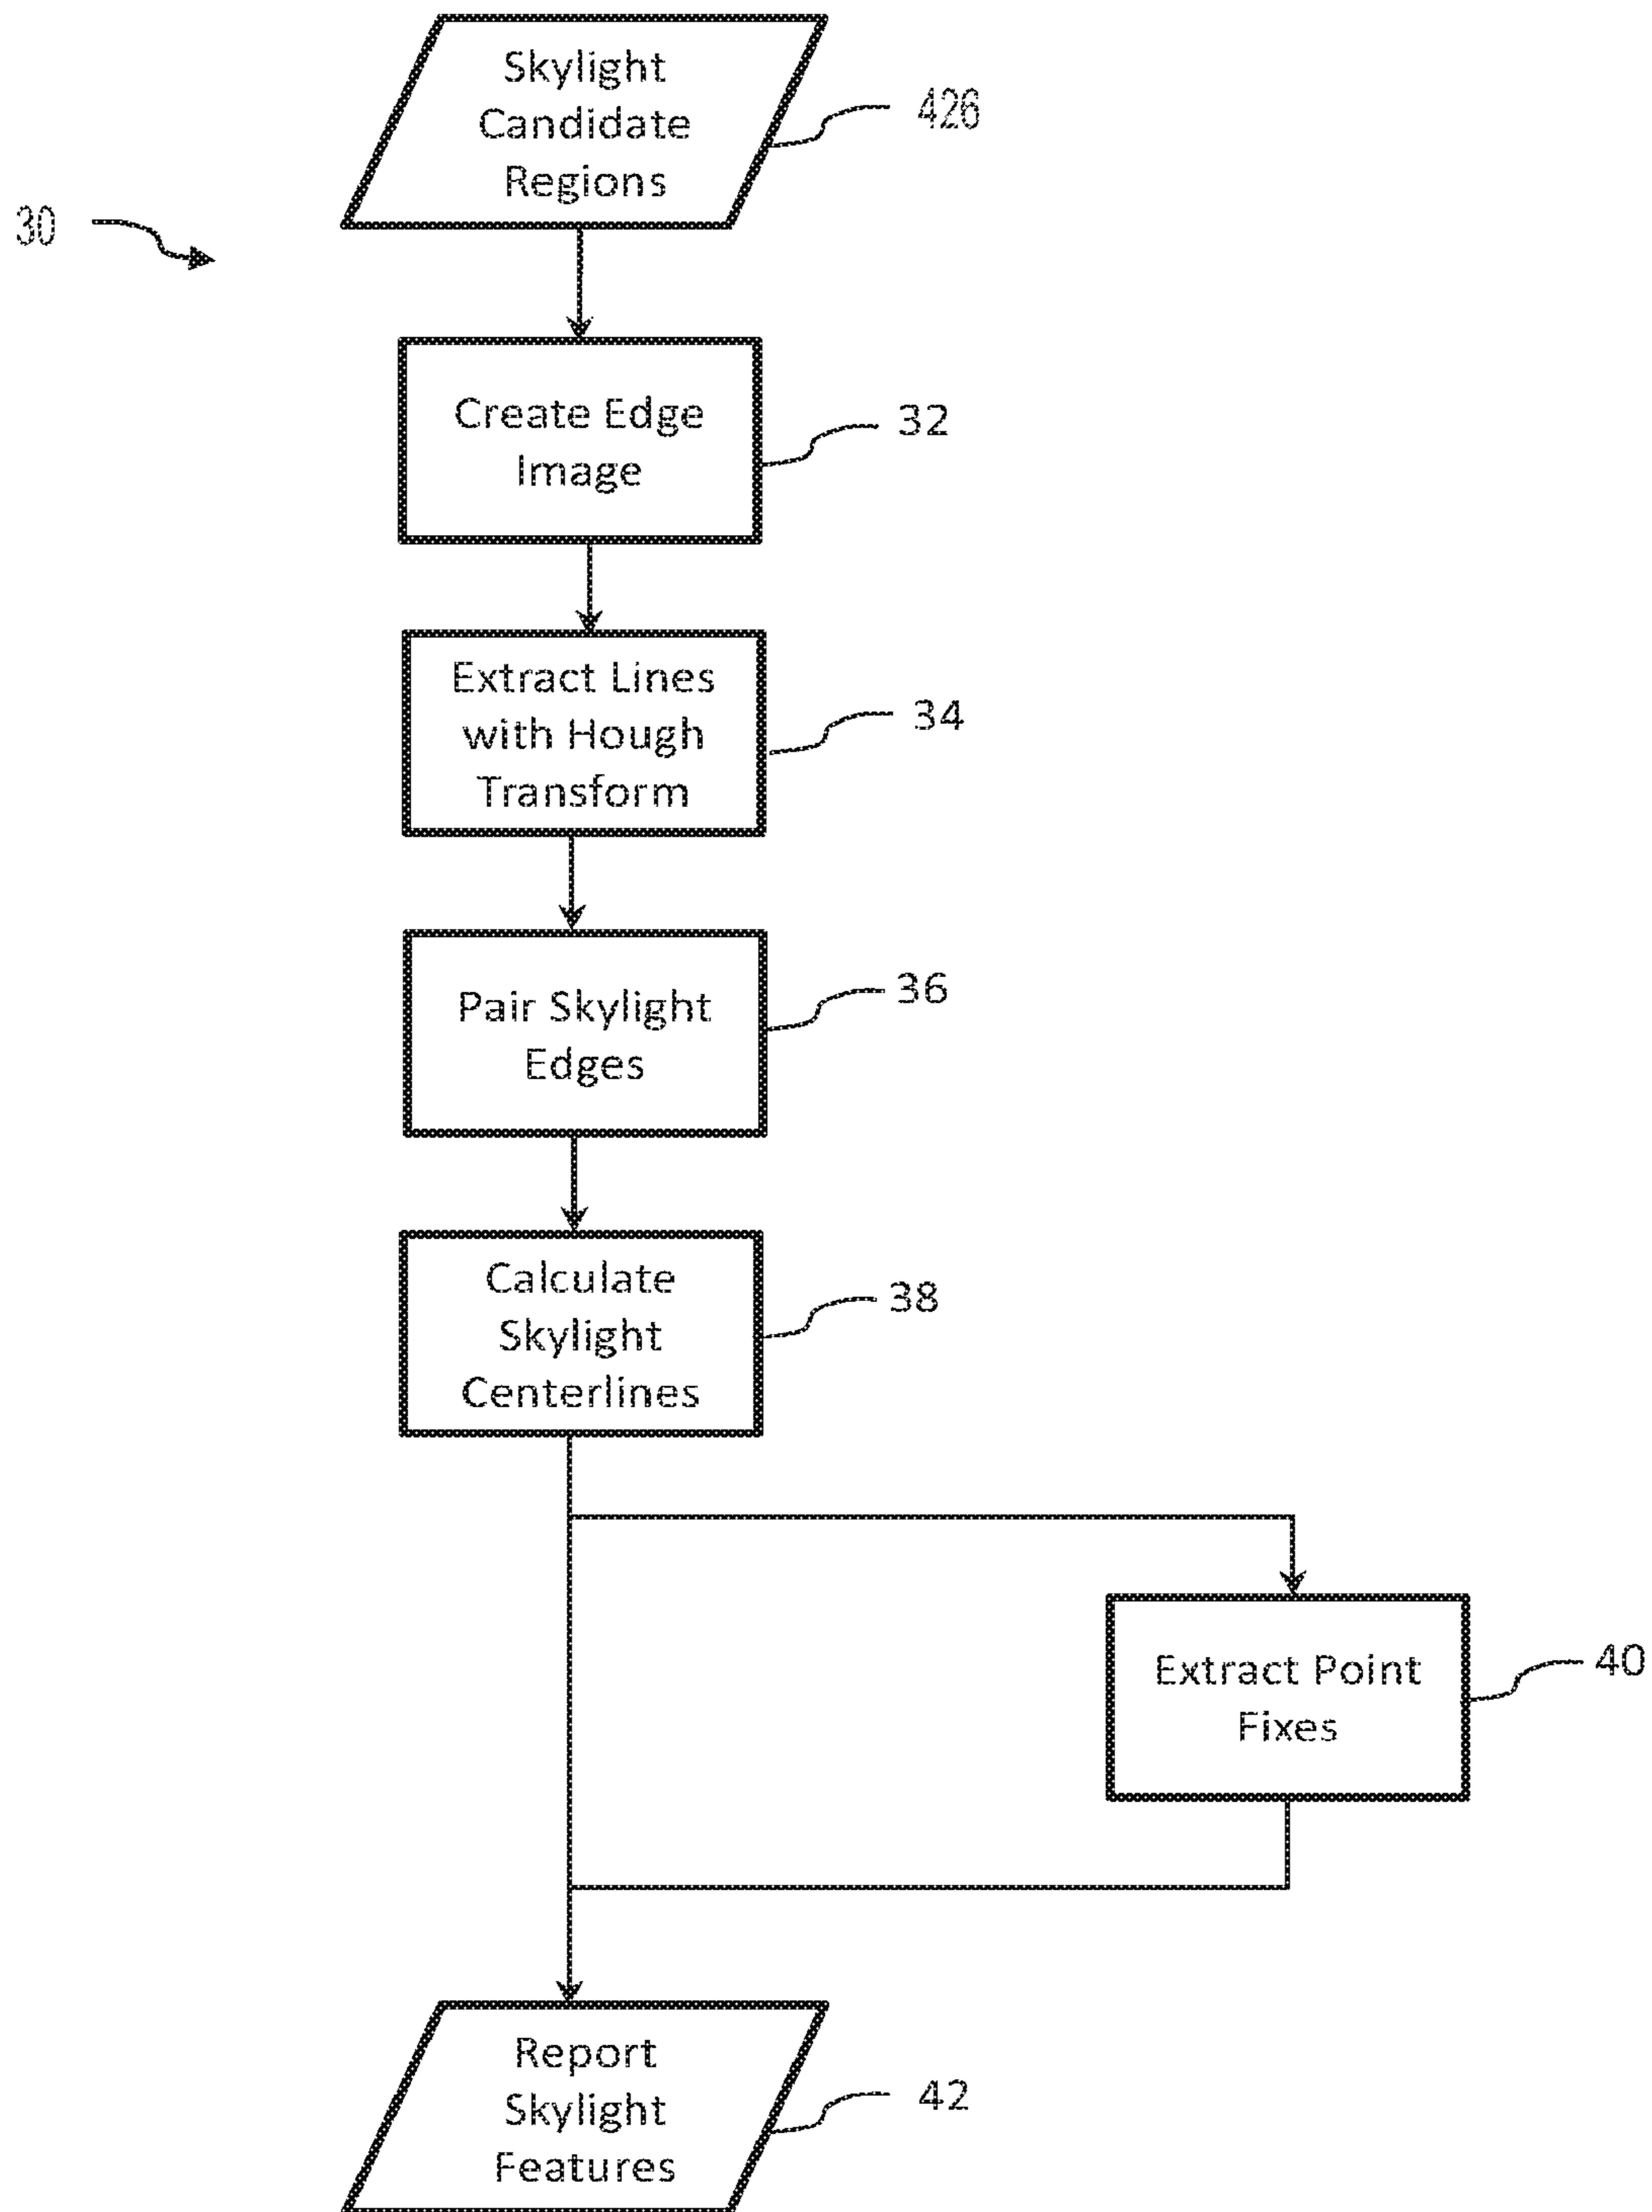 Skylight
Candidate
Regions
426
30
Create Edge
Image
32
Extract Lines
with Hough
Transform
34
Pair Skylight
Edges
36
Calculate
Skylight
Centerlines
38
Extract Point
Fixes
40
Report
Skylight
Features
42